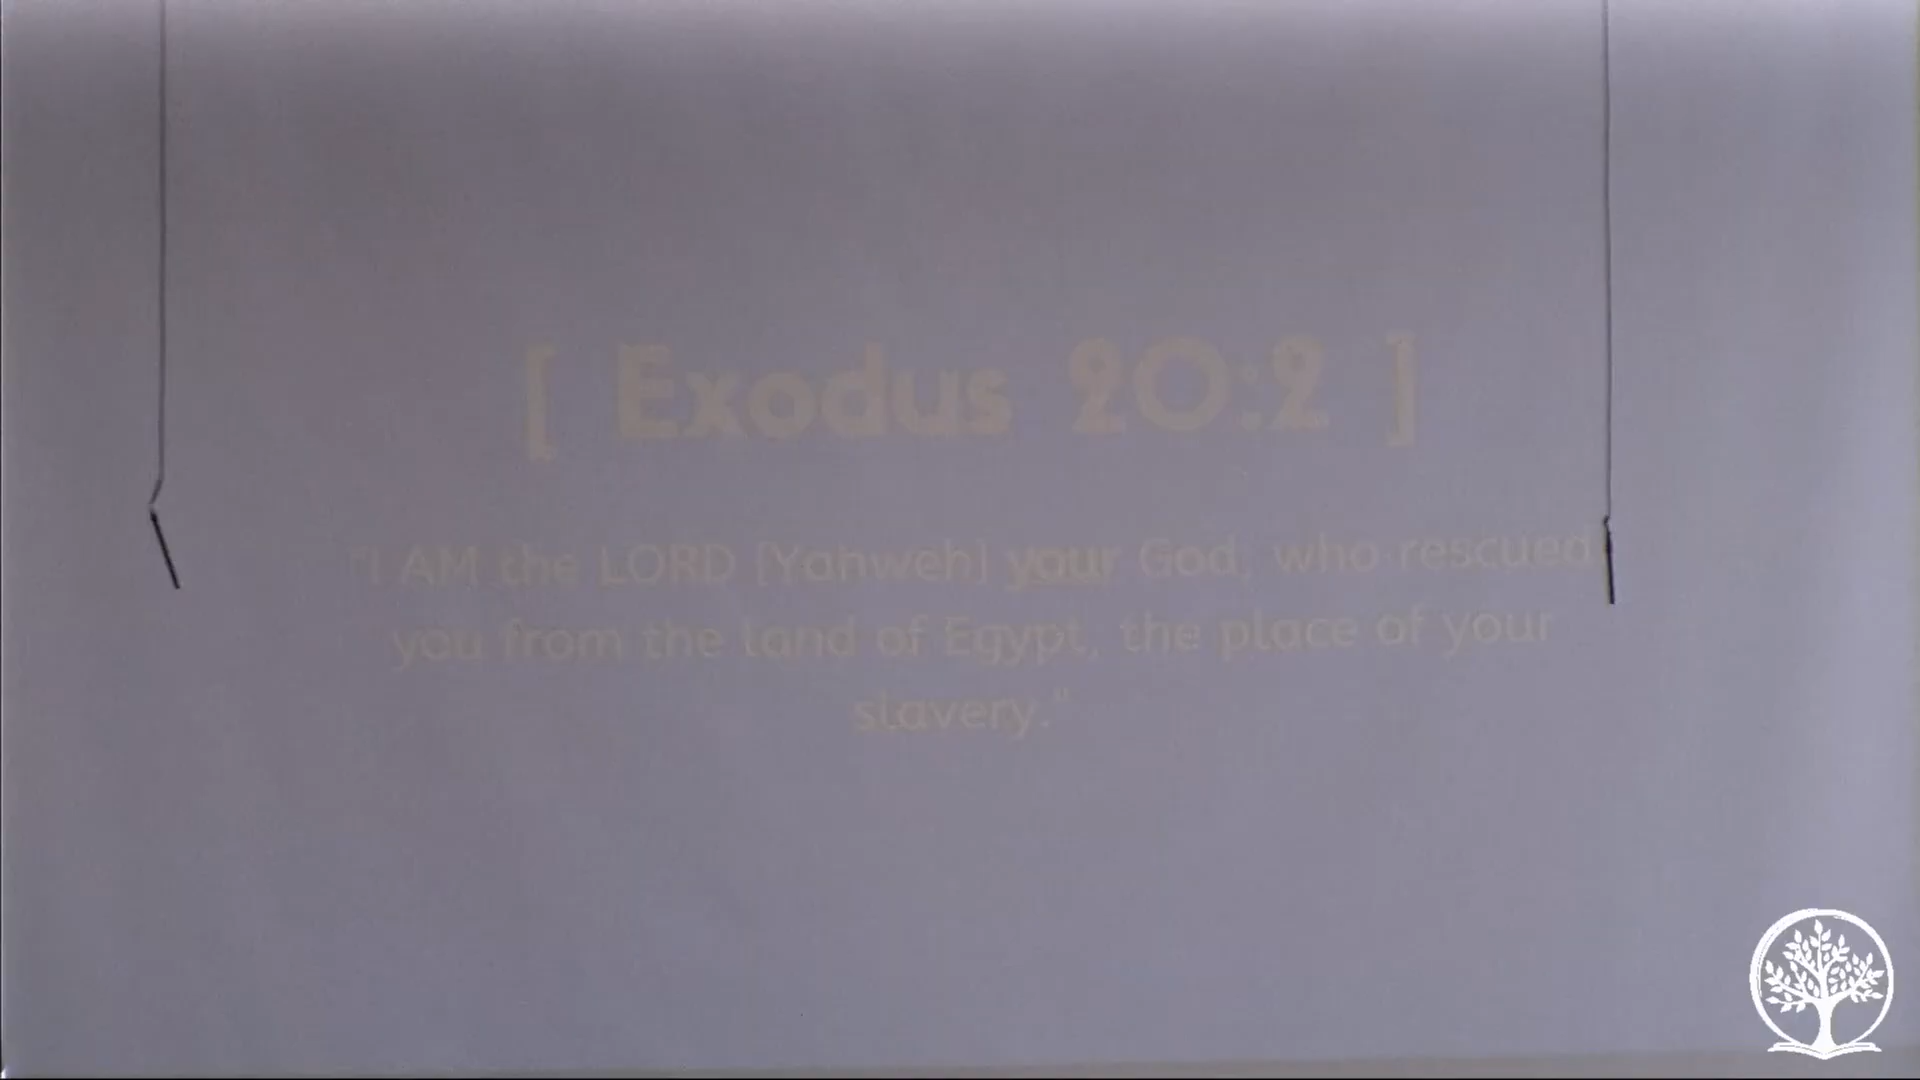 [ Exodus 20:2 ]
"I AM the LORD [Yahweh] your God, who rescued
you from the land of Egypt, the place of your
slavery."